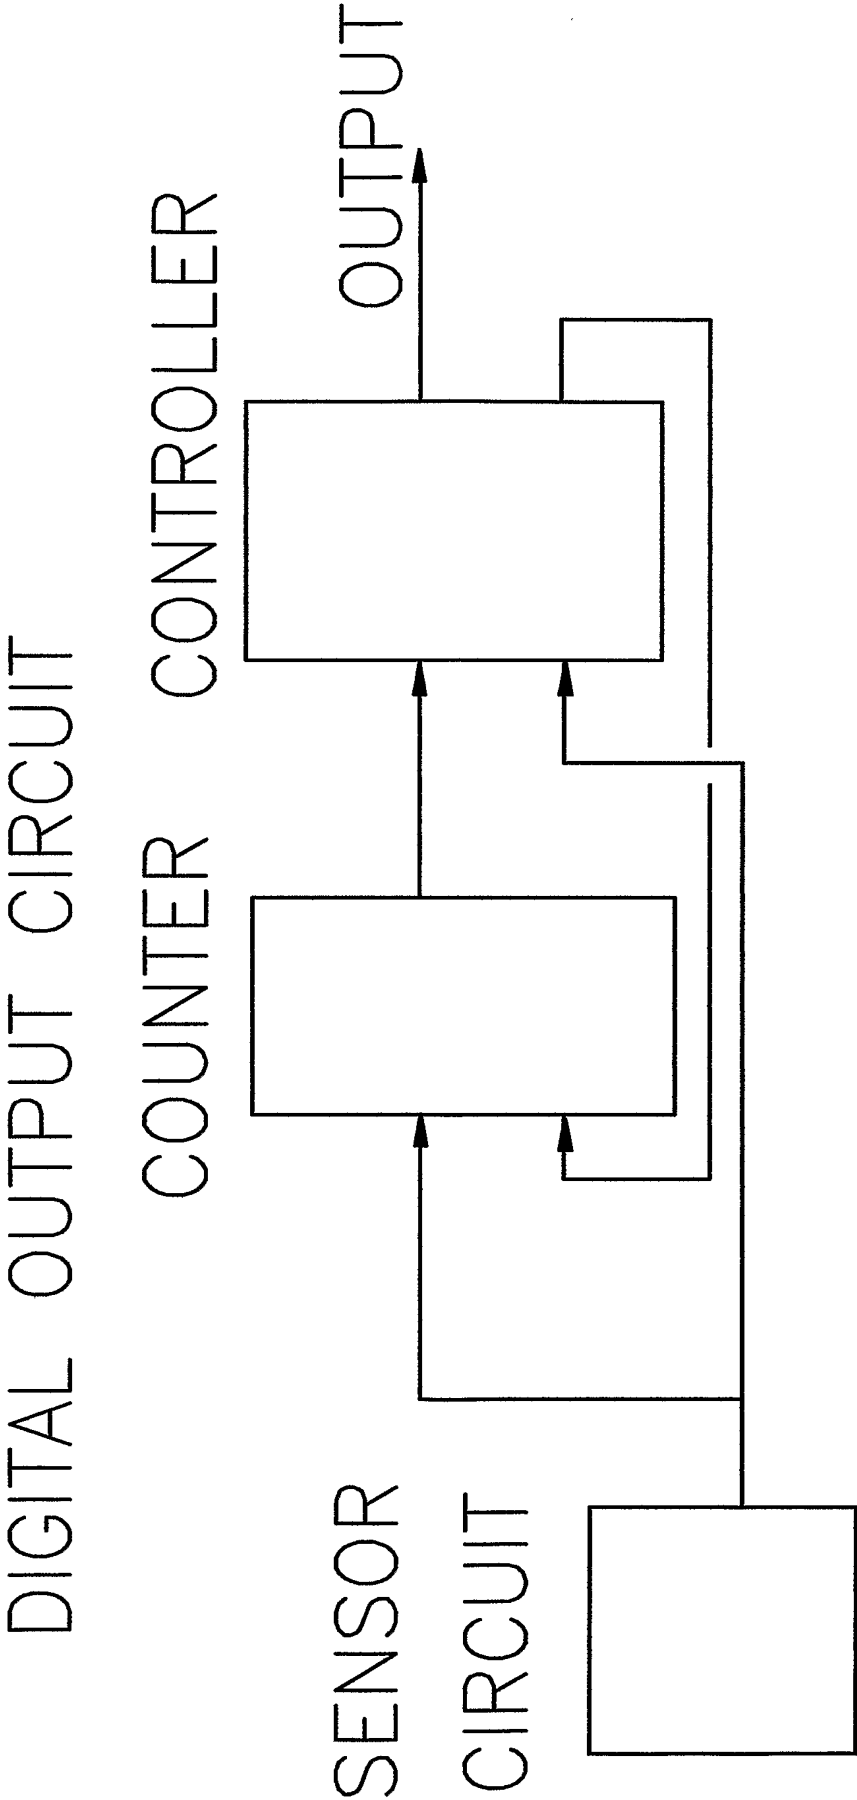 DIGITAL OUTPUT CIRCUIT
COUNTER
CONTROLLER
SENSOR
CIRCUIT
OUTPUT